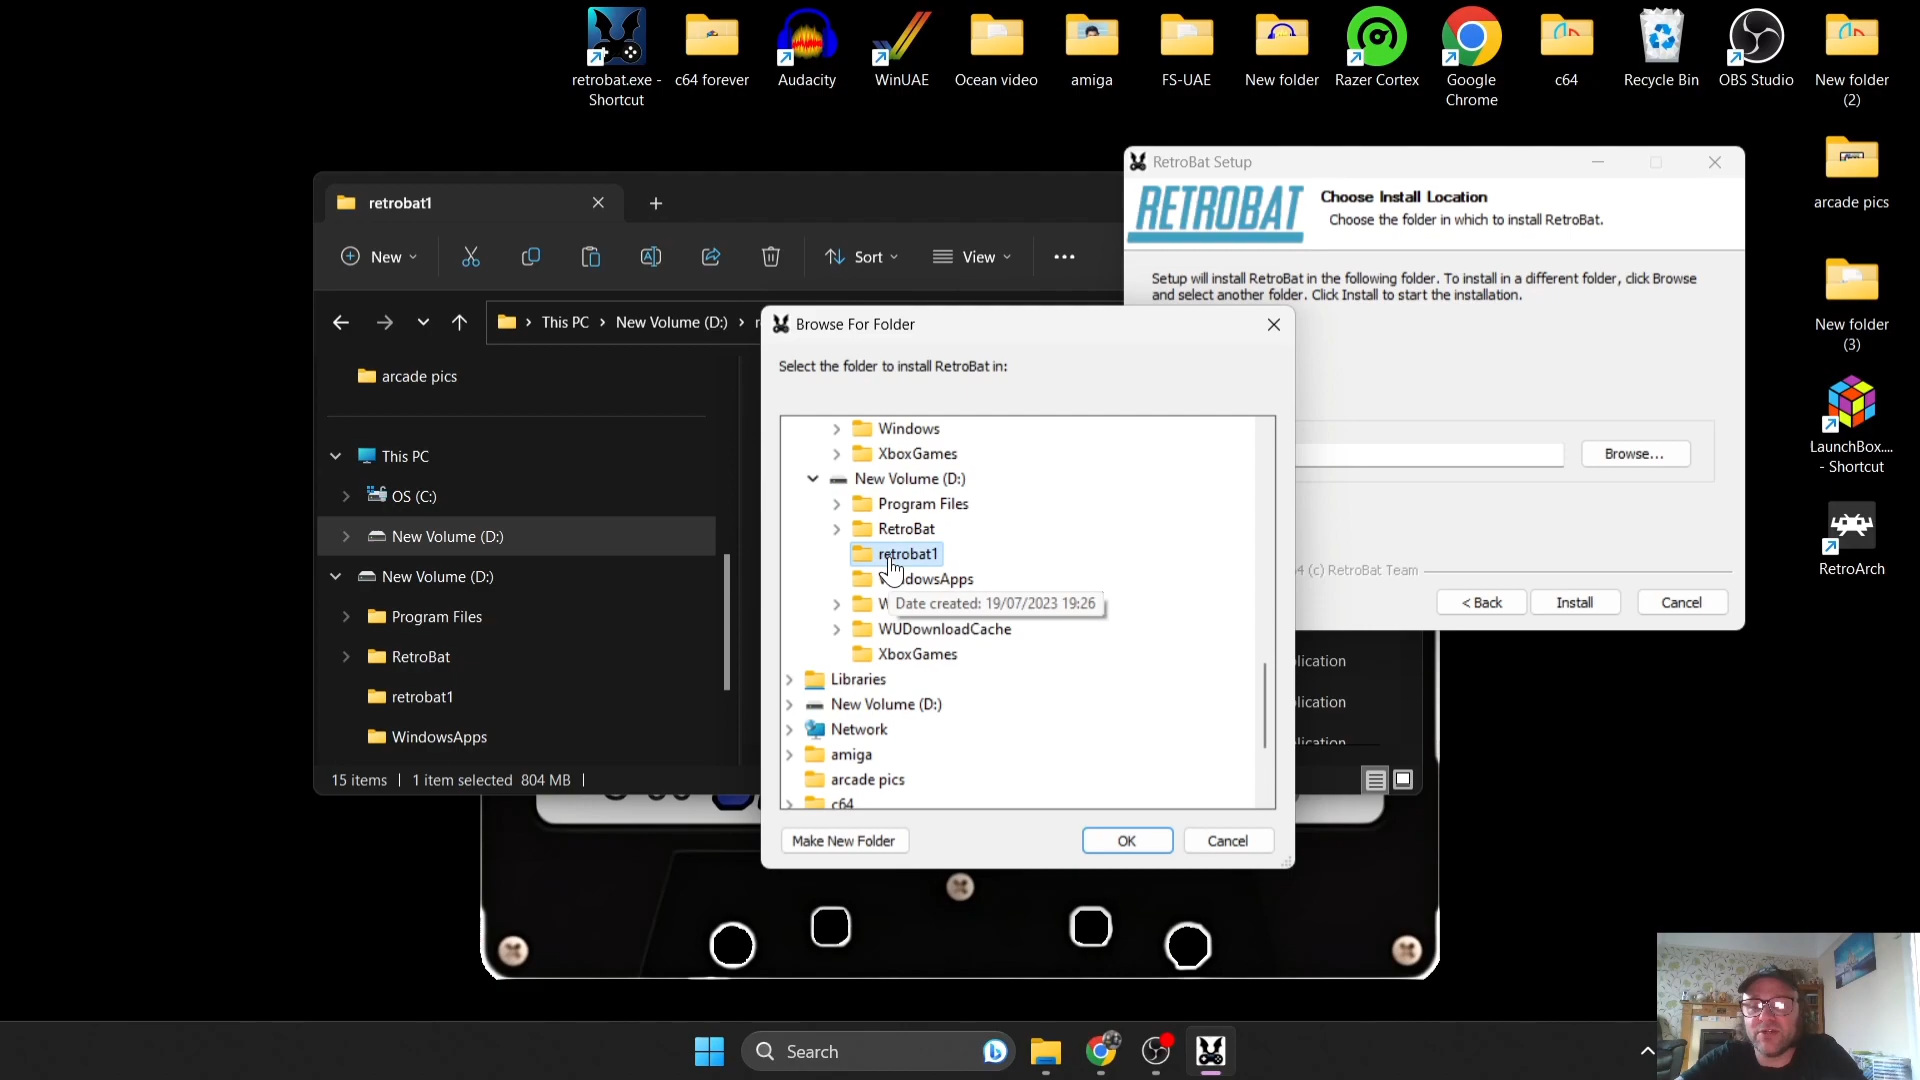 retrobat.exe -
Shortcut
c64 forever
Audacity
WinUAE
Ocean video
amiga
FS-UAE
New folder
Razer Cortex
Google
Chrome
c64
Recycle Bin
OBS Studio
New folder
(2)
arcade pics
New folder
(3)
LaunchBox....
- Shortcut
RetroArch
retrobat1
New
Sort
View
This PC
New Volume (D:)
arcade pics
This PC
OS (C:)
New Volume (D:)
New Volume (D:)
Program Files
RetroBat
retrobat1
WindowsApps
15 items
1 item selected 804 MB
RetroBat Setup
RETROBAT
Choose Install Location
Choose the folder in which to install RetroBat.
Setup will install RetroBat in the following folder. To install in a different folder, click Browse
and select another folder. Click Install to start the installation.
Browse...
4 (c) RetroBat Team
< Back
Install
Cancel
lication
lication
lication
Browse For Folder
Select the folder to install RetroBat in:
Windows
XboxGames
New Volume (D:)
Program Files
RetroBat
retrobat1
WindowsApps
W
Date created: 19/07/2023 19:26
WUDownloadCache
XboxGames
Libraries
New Volume (D:)
Network
amiga
arcade pics
c64
Make New Folder
OK
Cancel
Search